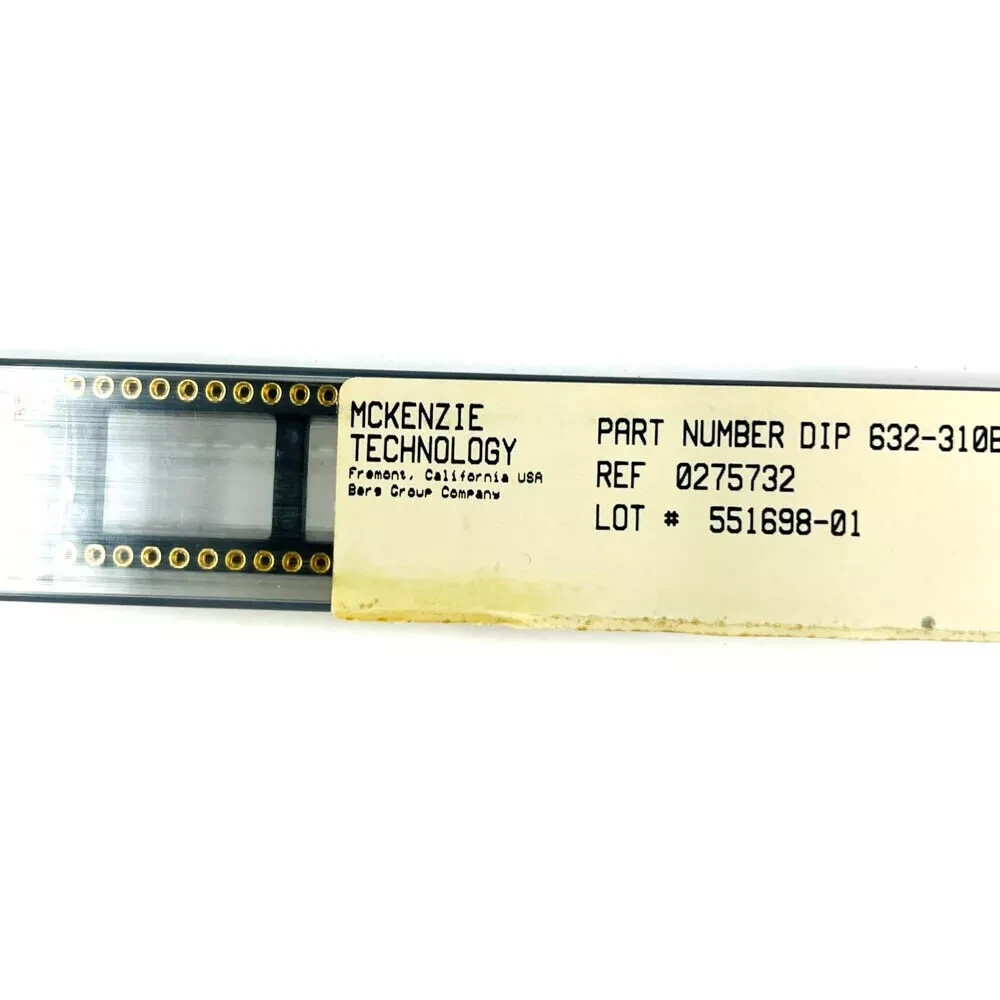 MCKENZIE
TECHNOLOGY
Fremont, California USA
Berg Group Company
PART NUMBER DIP 632-310B
REF 0275732
LOT # 551698-01